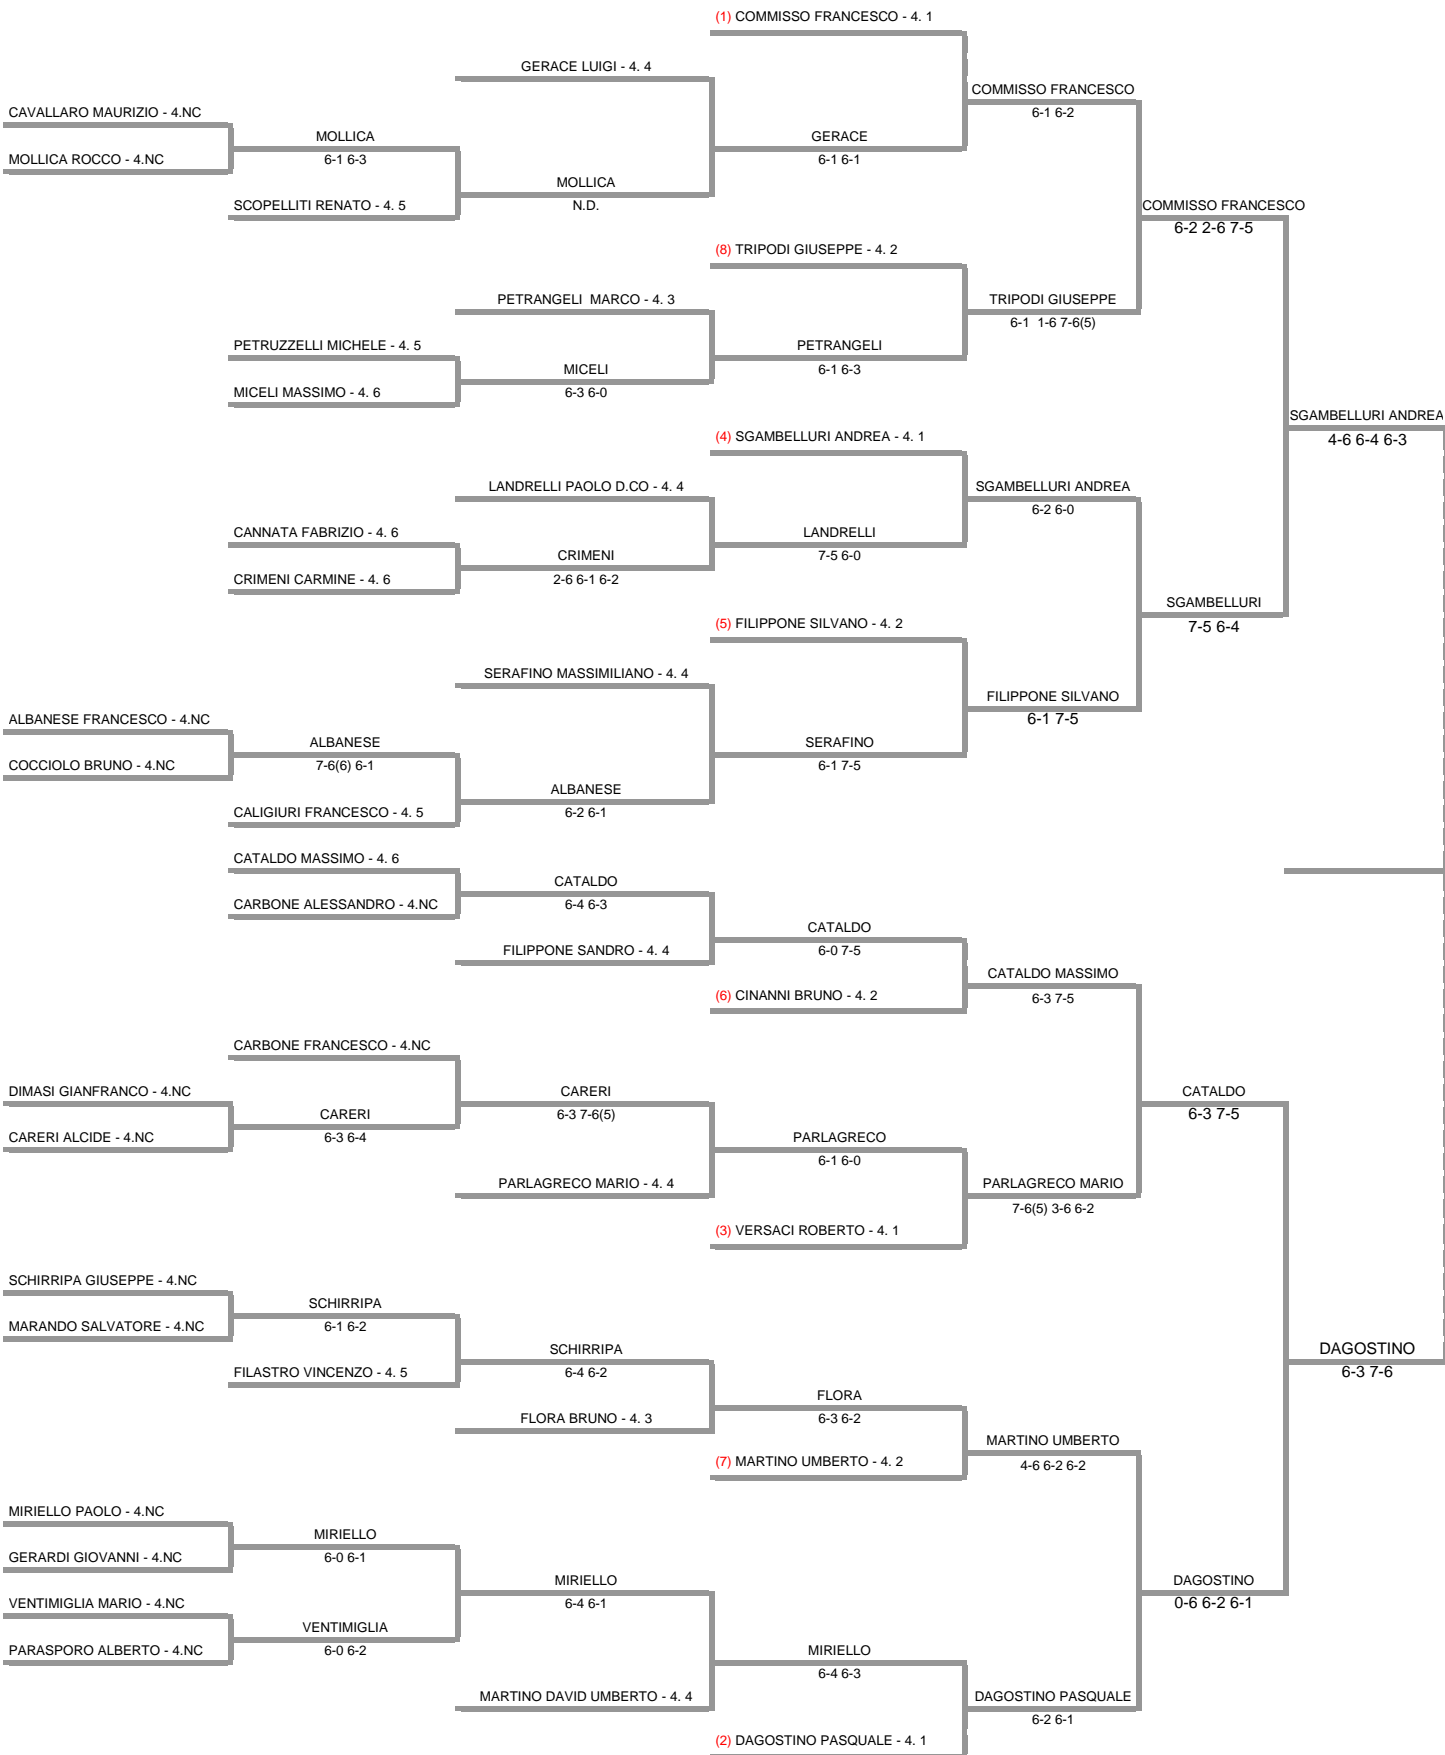 (1) COMMISSO FRANCESCO - 4. 1
GERACE LUIGI - 4. 4
COMMISSO FRANCESCO
6-1 6-2
CAVALLARO MAURIZIO - 4.NC
MOLLICA
6-1 6-3
GERACE
6-1 6-1
MOLLICA ROCCO - 4.NC
MOLLICA
N.D.
SCOPELLITI RENATO - 4. 5
COMMISSO FRANCESCO
6-2 2-6 7-5
(8) TRIPODI GIUSEPPE - 4. 2
PETRANGELI  MARCO - 4. 3
TRIPODI GIUSEPPE
6-1  1-6 7-6(5)
PETRUZZELLI MICHELE - 4. 5
PETRANGELI
6-1 6-3
MICELI
6-3 6-0
MICELI MASSIMO - 4. 6
SGAMBELLURI ANDREA
4-6 6-4 6-3
(4) SGAMBELLURI ANDREA - 4. 1
LANDRELLI PAOLO D.CO - 4. 4
SGAMBELLURI ANDREA
6-2 6-0
CANNATA FABRIZIO - 4. 6
LANDRELLI
7-5 6-0
CRIMENI
2-6 6-1 6-2
CRIMENI CARMINE - 4. 6
SGAMBELLURI
7-5 6-4
(5) FILIPPONE SILVANO - 4. 2
SERAFINO MASSIMILIANO - 4. 4
FILIPPONE SILVANO
6-1 7-5
ALBANESE FRANCESCO - 4.NC
ALBANESE
7-6(6) 6-1
SERAFINO
6-1 7-5
COCCIOLO BRUNO - 4.NC
ALBANESE
6-2 6-1
CALIGIURI FRANCESCO - 4. 5
CATALDO MASSIMO - 4. 6
CATALDO
6-4 6-3
CARBONE ALESSANDRO - 4.NC
CATALDO
6-0 7-5
FILIPPONE SANDRO - 4. 4
CATALDO MASSIMO
6-3 7-5
(6) CINANNI BRUNO - 4. 2
CARBONE FRANCESCO - 4.NC
DIMASI GIANFRANCO - 4.NC
CARERI
6-3 7-6(5)
CATALDO
6-3 7-5
CARERI
6-3 6-4
CARERI ALCIDE - 4.NC
PARLAGRECO
6-1 6-0
PARLAGRECO MARIO - 4. 4
PARLAGRECO MARIO
7-6(5) 3-6 6-2
(3) VERSACI ROBERTO - 4. 1
SCHIRRIPA GIUSEPPE - 4.NC
SCHIRRIPA
6-1 6-2
MARANDO SALVATORE - 4.NC
SCHIRRIPA
6-4 6-2
DAGOSTINO
6-3 7-6
FILASTRO VINCENZO - 4. 5
FLORA
6-3 6-2
FLORA BRUNO - 4. 3
MARTINO UMBERTO
4-6 6-2 6-2
(7) MARTINO UMBERTO - 4. 2
MIRIELLO PAOLO - 4.NC
MIRIELLO
6-0 6-1
GERARDI GIOVANNI - 4.NC
MIRIELLO
6-4 6-1
DAGOSTINO
0-6 6-2 6-1
VENTIMIGLIA MARIO - 4.NC
VENTIMIGLIA
6-0 6-2
PARASPORO ALBERTO - 4.NC
MIRIELLO
6-4 6-3
MARTINO DAVID UMBERTO - 4. 4
DAGOSTINO PASQUALE
6-2 6-1
(2) DAGOSTINO PASQUALE - 4. 1